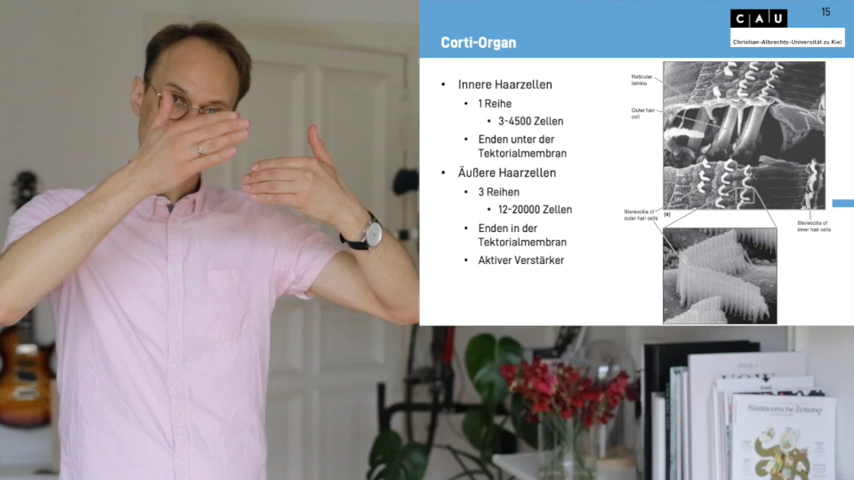 15
CAU
Christian-Albrechts-Universität zu Kiel
Corti-Organ
• Innere Haarzellen
• 1 Reihe
• 3-4500 Zellen
• Enden unter der
Tektorialmembran
• Äußere Haarzellen
• 3 Reihen
• 12-20000 Zellen
• Enden in der
Tektorialmembran
• Aktiver Verstärker
Reticular
lamina
Outer hair
cell
Stereocilia of
outer hair cells
(a)
Stereocilia of
inner hair cells
Süddeutsche Zeitung